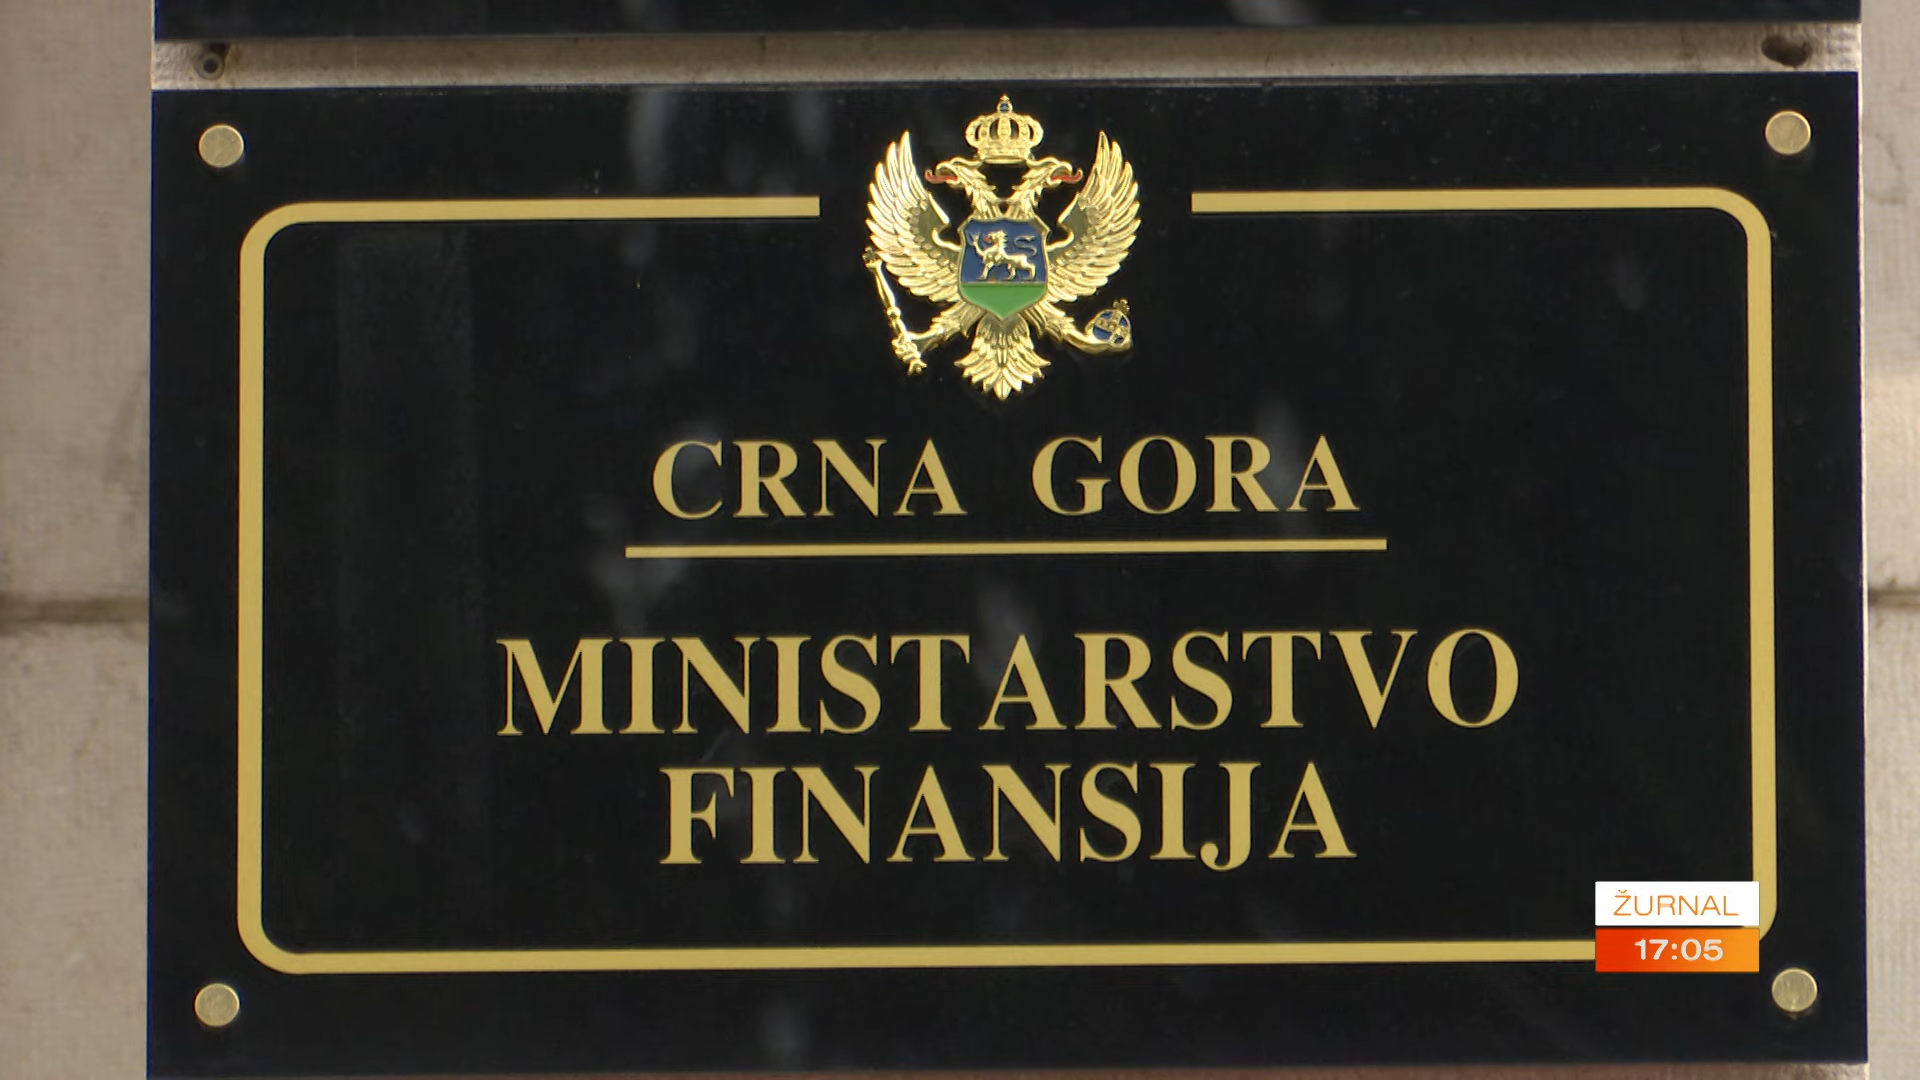 CRNA GORA
MINISTARSTVO
FINANSIJA
ŽURNAL
17:05